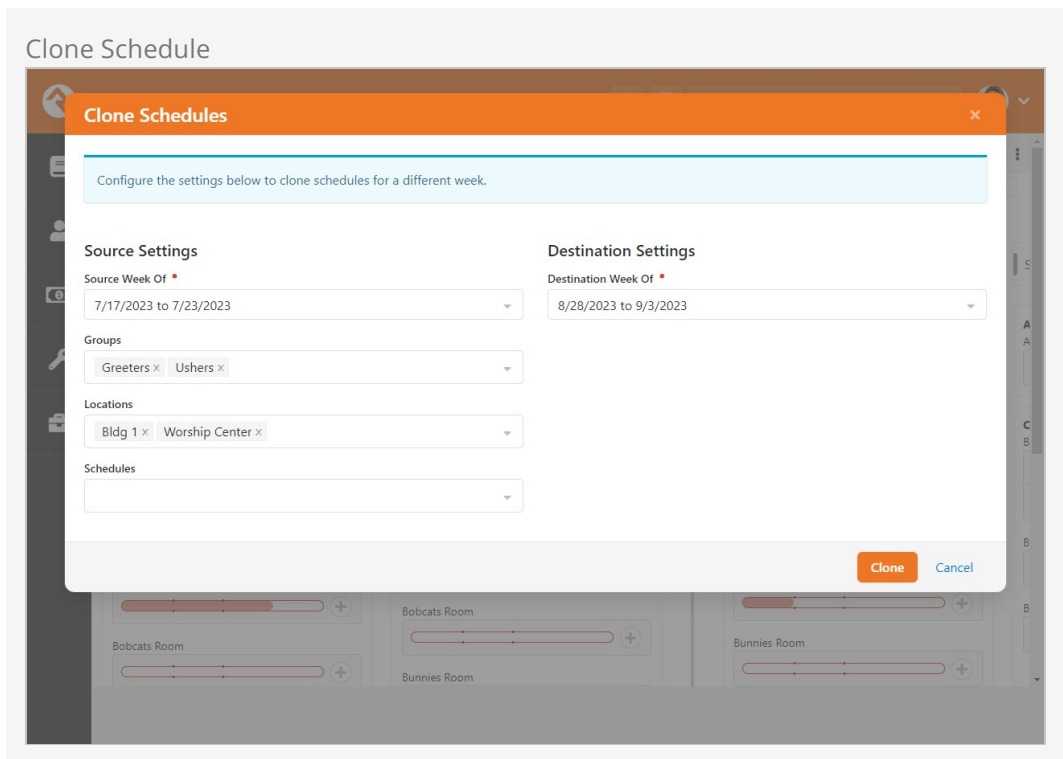 Clone Schedule
Clone Schedules ×
Configure the settings below to clone schedules for a different week.
Source Settings
Source Week Of •
7/17/2023 to 7/23/2023
Groups
Greeters × Ushers ×
Locations
Bldg 1 × Worship Center ×
Schedules
Destination Settings
Destination Week Of •
8/28/2023 to 9/3/2023
Clone Cancel
Bobcats Room
Bobcats Room
Bunnies Room
Bunnies Room
A
A
C
B
B
B